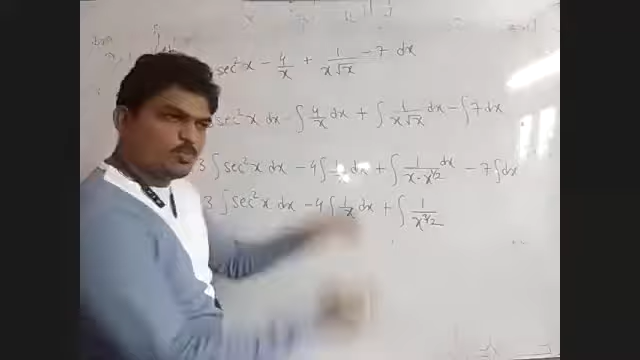 sec²x - 4/x + 1/(x√x) - 7 dx
sec²x dx - ∫ 4/x dx + ∫ 1/(x√x) dx - ∫ 7 dx
3 ∫ sec²x dx - 4 ∫ 1/x dx + ∫ 1/(x - x^1/2) dx - 7 ∫ dx
3 ∫ sec²x dx - 4 ∫ 1/x dx + ∫ 1/x^3/2